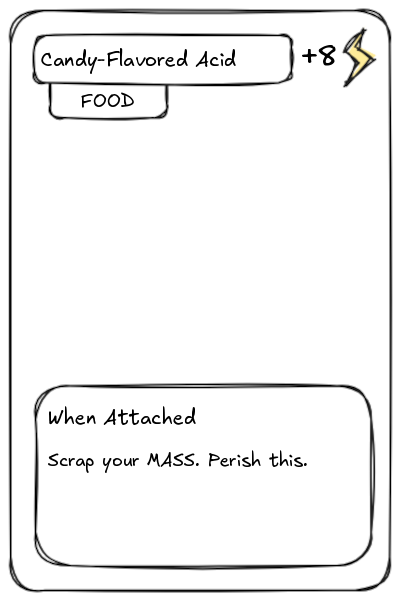 Candy-Flavored Acid +8
FOOD
When Attached
Scrap your MASS. Perish this.